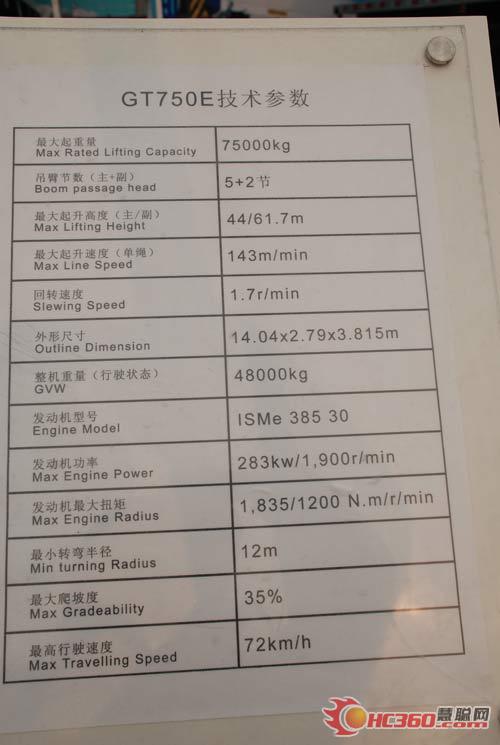 GT750E技术参数
最大起重量
Max Rated Lifting Capacity
75000kg
吊臂节数（主+副）
Boom passage head
5+2节
最大起升高度（主/副）
Max Lifting Height
44/61.7m
最大起升速度（单绳）
Max Line Speed
143m/min
回转速度
Slewing Speed
1.7r/min
外形尺寸
Outline Dimension
14.04x2.79x3.815m
整机重量（行驶状态）
GVW
48000kg
发动机型号
Engine Model
ISMe 385 30
发动机功率
Max Engine Power
283kw/1,900r/min
发动机最大扭矩
Max Engine Radius
1,835/1200 N.m/r/min
最小转弯半径
Min turning Radius
12m
最大爬坡度
Max Gradeability
35%
最高行驶速度
Max Travelling Speed
72km/h
HC360.com 慧聪网